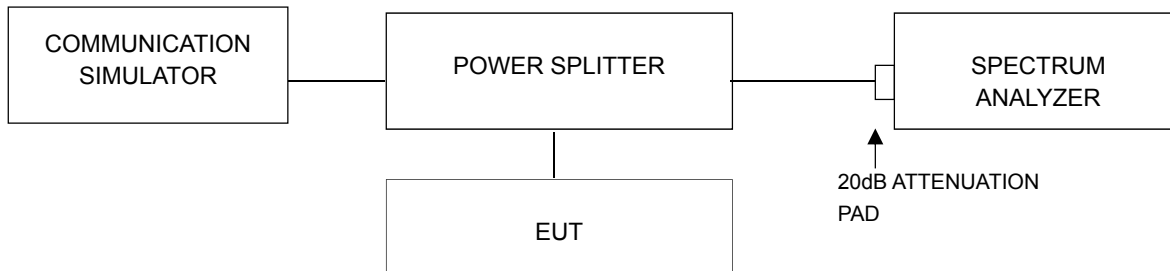 COMMUNICATION
SIMULATOR
POWER SPLITTER
SPECTRUM
ANALYZER
20dB ATTENUATION
PAD
EUT